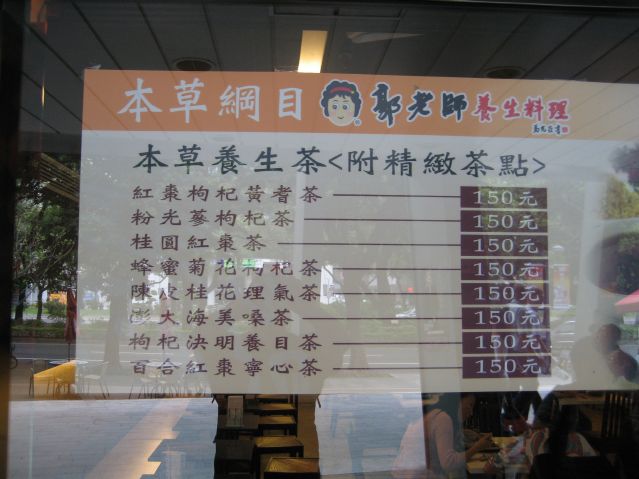 本草綱目 郭老師養生料理
本草養生茶<附精緻茶點>
紅棗枸杞黃耆茶 150元
粉光蔘枸杞茶 150元
桂圓紅棗茶 150元
蜂蜜菊花枸杞茶 150元
陳皮桂花理氣茶 150元
澎大海美嗓茶 150元
枸杞決明養目茶 150元
百合紅棗寧心茶 150元